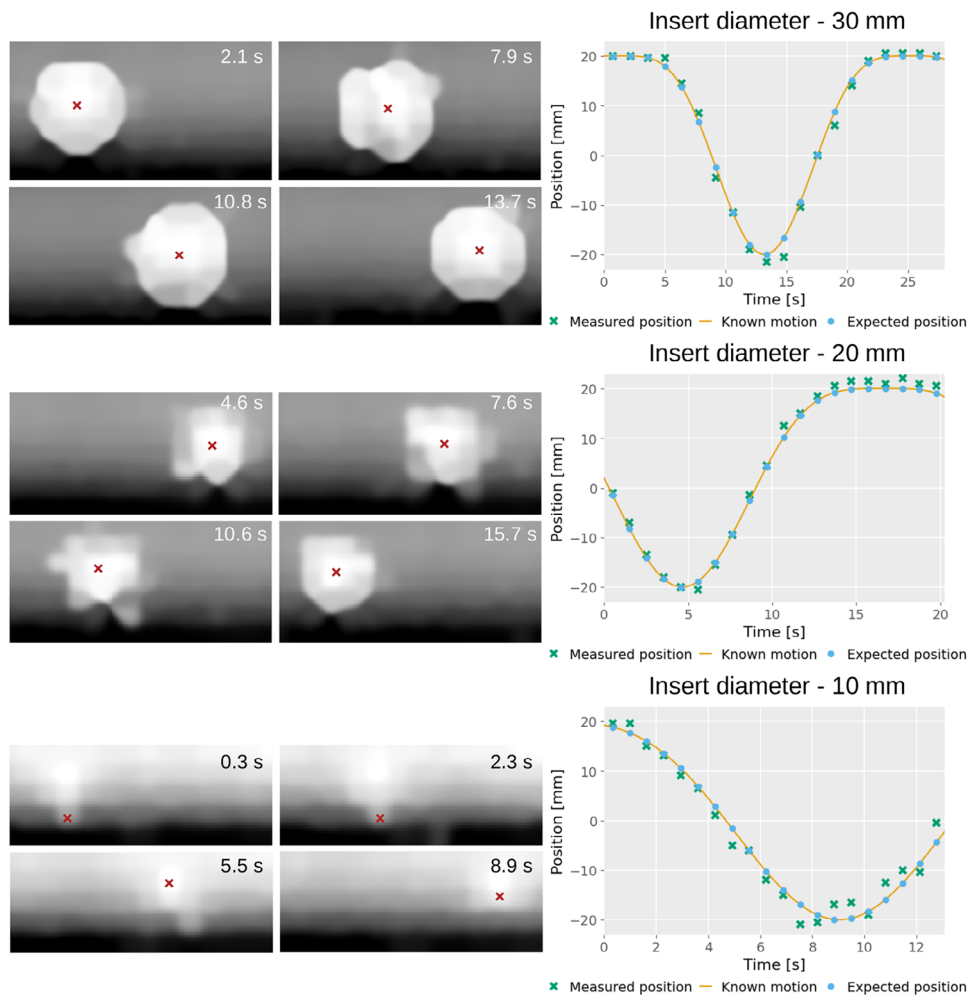 Insert diameter - 30 mm
2.1 s
7.9 s
10.8 s
13.7 s
Position [mm]
20
10
0
−10
−20
0 5 10 15 20 25
Time [s]
Measured position Known motion Expected position
Insert diameter - 20 mm
4.6 s
7.6 s
10.6 s
15.7 s
Position [mm]
20
10
0
−10
−20
0 5 10 15 20
Time [s]
Measured position Known motion Expected position
Insert diameter - 10 mm
0.3 s
2.3 s
5.5 s
8.9 s
Position [mm]
20
10
0
−10
−20
0 2 4 6 8 10 12
Time [s]
Measured position Known motion Expected position